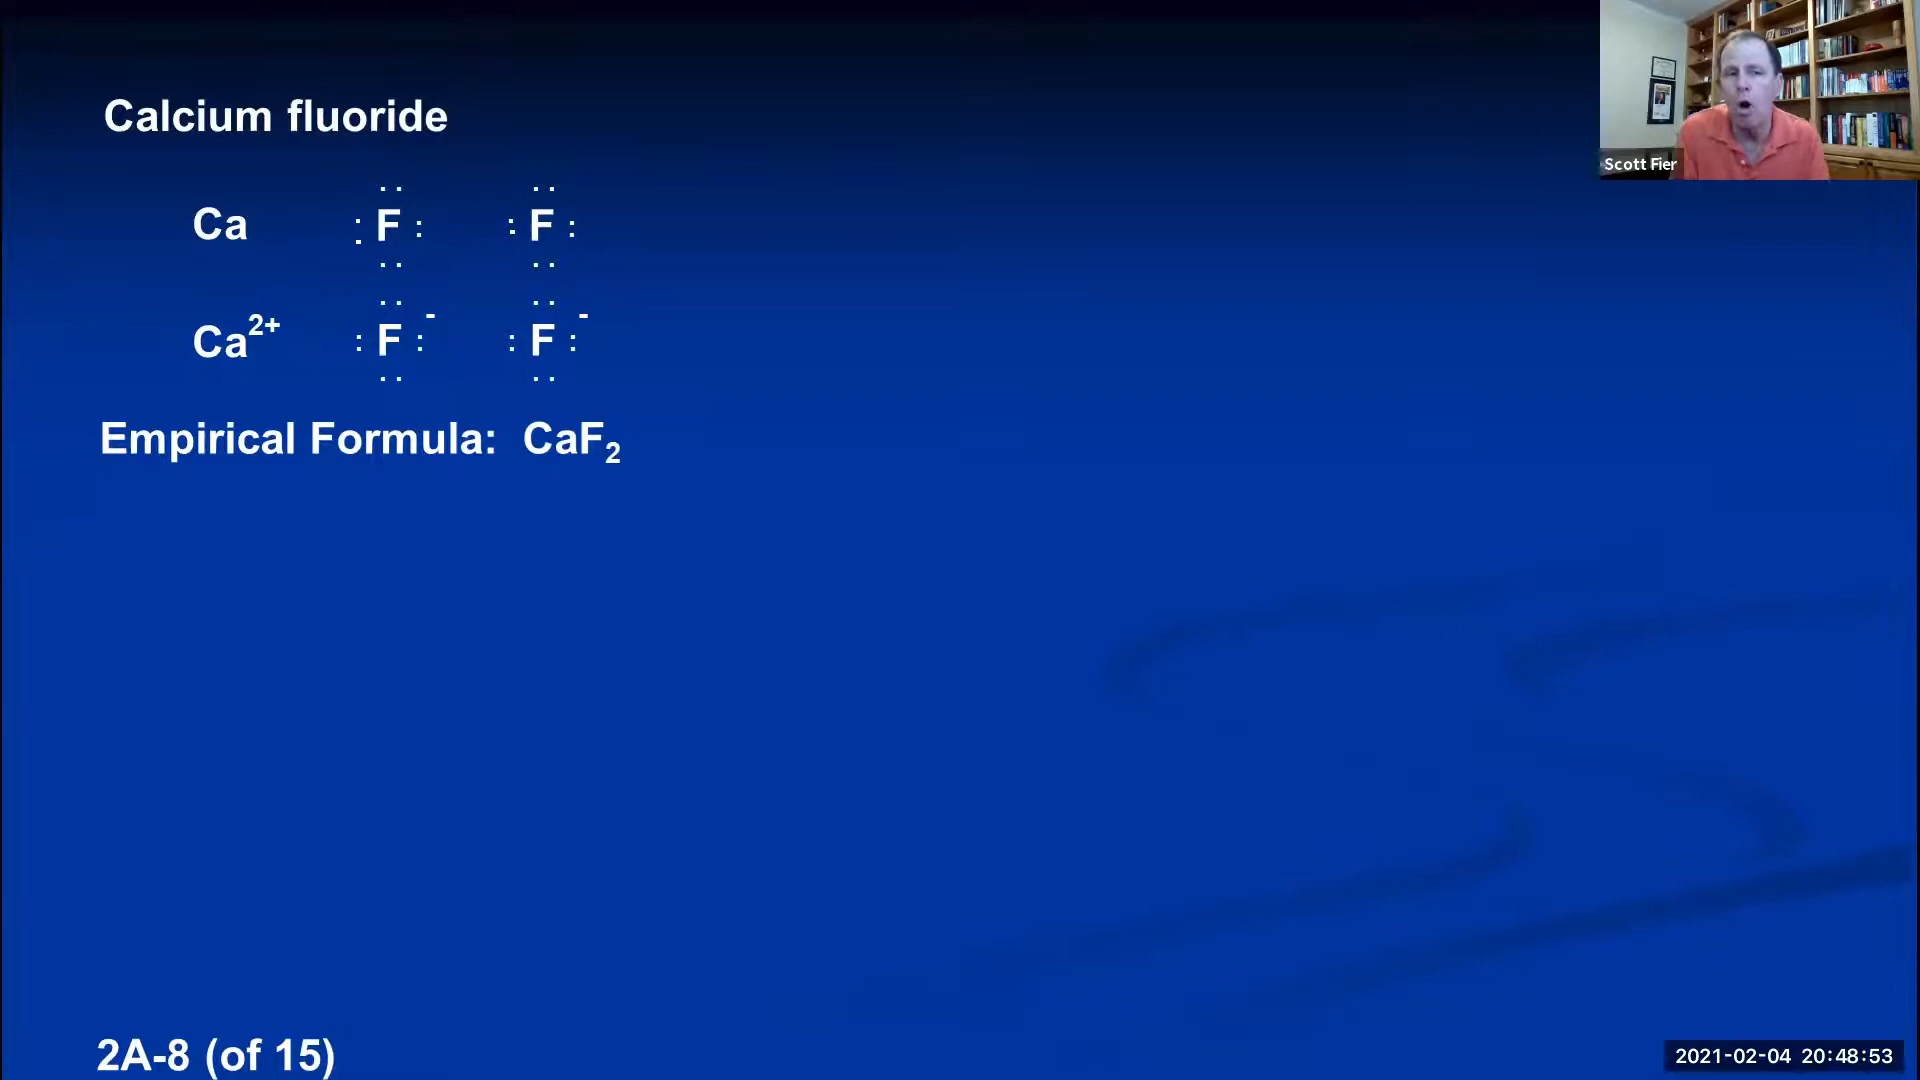 Calcium fluoride
Scott Fier
Ca :F: :F:
Ca2+ :F:- :F:-
Empirical Formula: CaF2
2A-8 (of 15)
2021-02-04 20:48:53